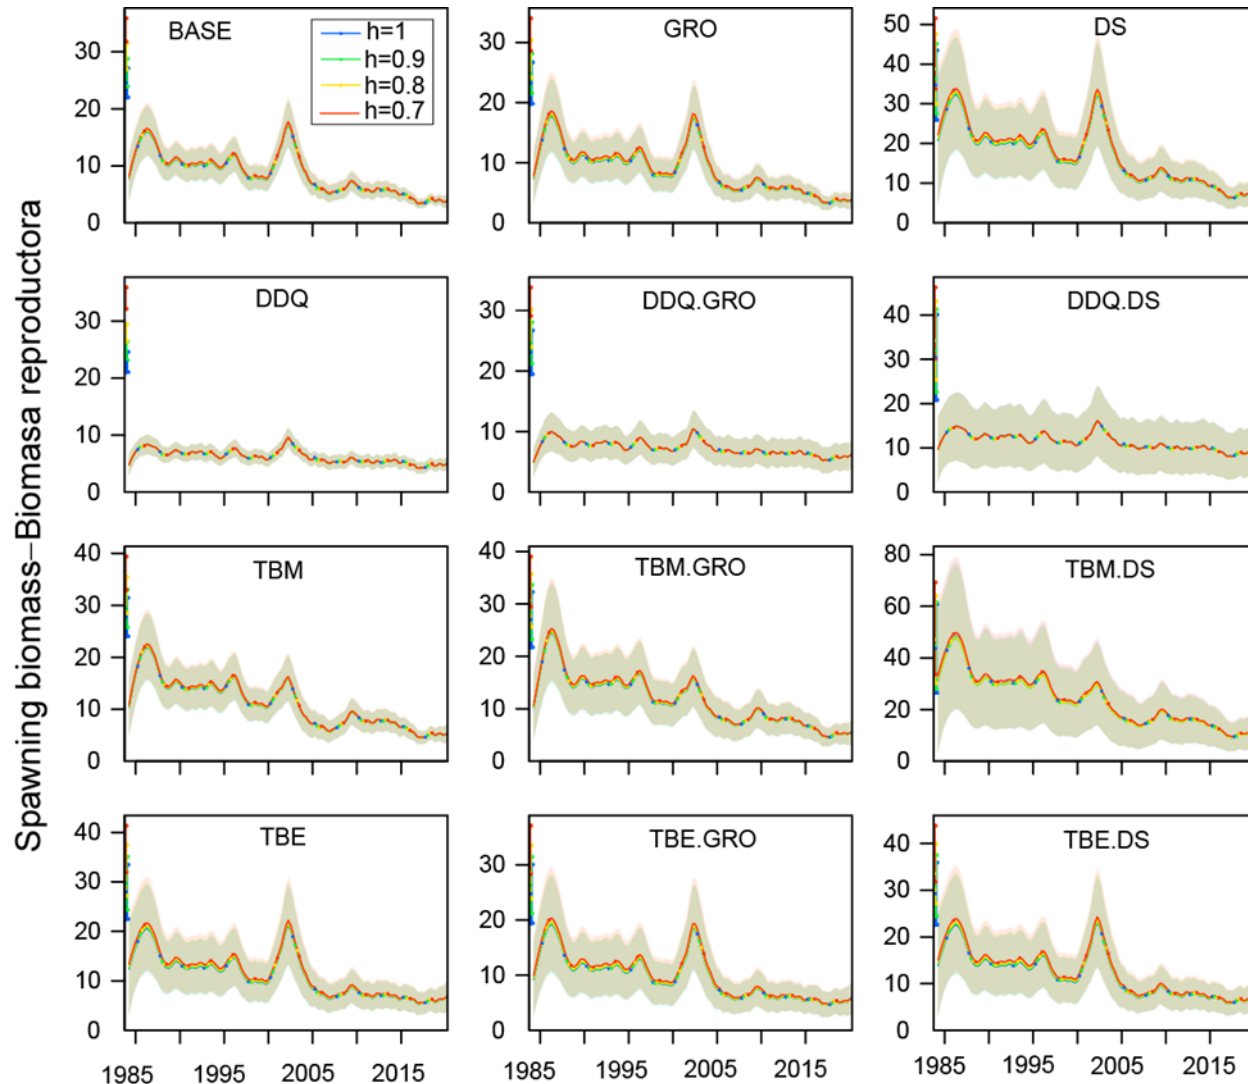 Spawning biomass–Biomasa reproductora
BASE
h=1
h=0.9
h=0.8
h=0.7
30
20
10
0
GRO
30
20
10
0
DS
50
40
30
20
10
0
DDQ
30
20
10
0
DDQ.GRO
30
20
10
0
DDQ.DS
40
30
20
10
0
TBM
40
30
20
10
0
TBM.GRO
40
30
20
10
0
TBM.DS
80
60
40
20
0
TBE
40
30
20
10
0
TBE.GRO
30
20
10
0
TBE.DS
40
30
20
10
0
1985 1995 2005 2015
1985 1995 2005 2015
1985 1995 2005 2015